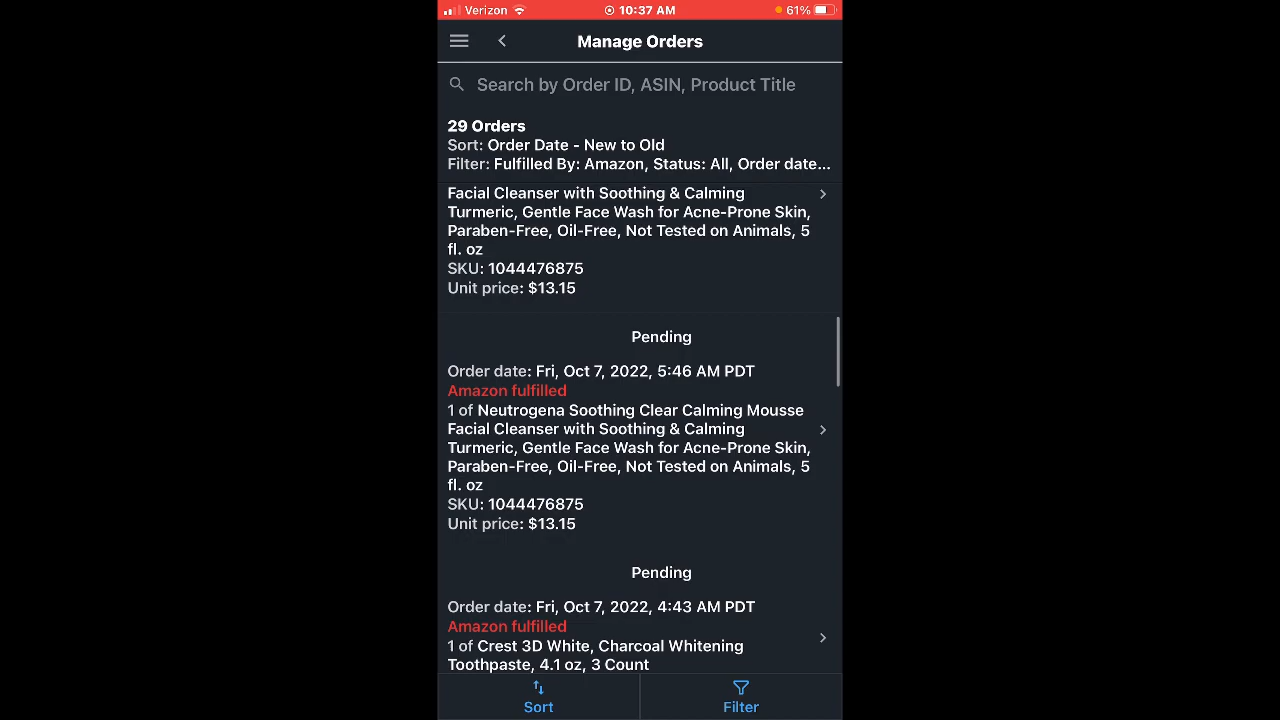 Verizon 10:37 AM 61%
Manage Orders
Search by Order ID, ASIN, Product Title
29 Orders
Sort: Order Date - New to Old
Filter: Fulfilled By: Amazon, Status: All, Order date...
Facial Cleanser with Soothing & Calming
Turmeric, Gentle Face Wash for Acne-Prone Skin,
Paraben-Free, Oil-Free, Not Tested on Animals, 5
fl. oz
SKU: 1044476875
Unit price: $13.15
Pending
Order date: Fri, Oct 7, 2022, 5:46 AM PDT
Amazon fulfilled
1 of Neutrogena Soothing Clear Calming Mousse
Facial Cleanser with Soothing & Calming
Turmeric, Gentle Face Wash for Acne-Prone Skin,
Paraben-Free, Oil-Free, Not Tested on Animals, 5
fl. oz
SKU: 1044476875
Unit price: $13.15
Pending
Order date: Fri, Oct 7, 2022, 4:43 AM PDT
Amazon fulfilled
1 of Crest 3D White, Charcoal Whitening
Toothpaste, 4.1 oz, 3 Count
Sort Filter